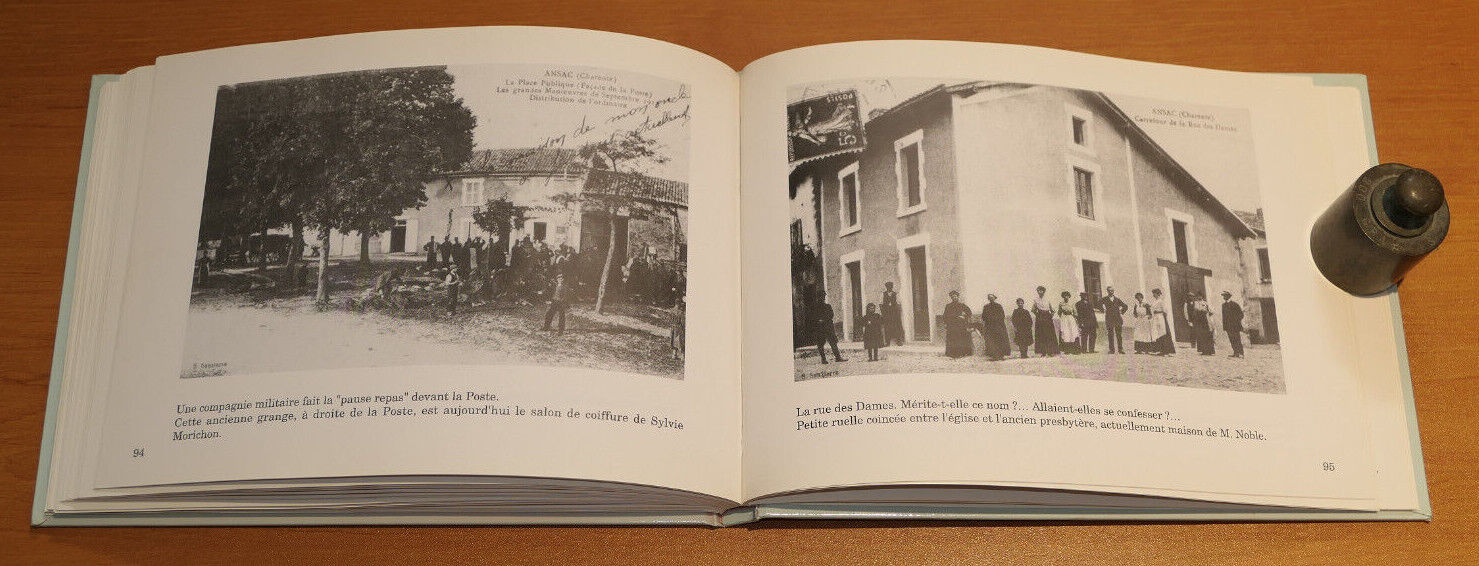 ANSAC (Charente)
La Place Publique (Façade de la Poste)
Les grandes Manœuvres de Septembre
Distribution de l'ordinaire
de
Une compagnie militaire fait la "pause repas" devant la Poste.
Cette ancienne grange, à droite de la Poste, est aujourd'hui le salon de coiffure de Sylvie
Morichon.
94
POSTES
5
ANSAC (Charente)
Carrefour de la Rue des Dames
La rue des Dames. Mérite-t-elle ce nom ?... Allaient-elles se confesser ?...
Petite ruelle coincée entre l'église et l'ancien presbytère, actuellement maison de M. Noble.
95